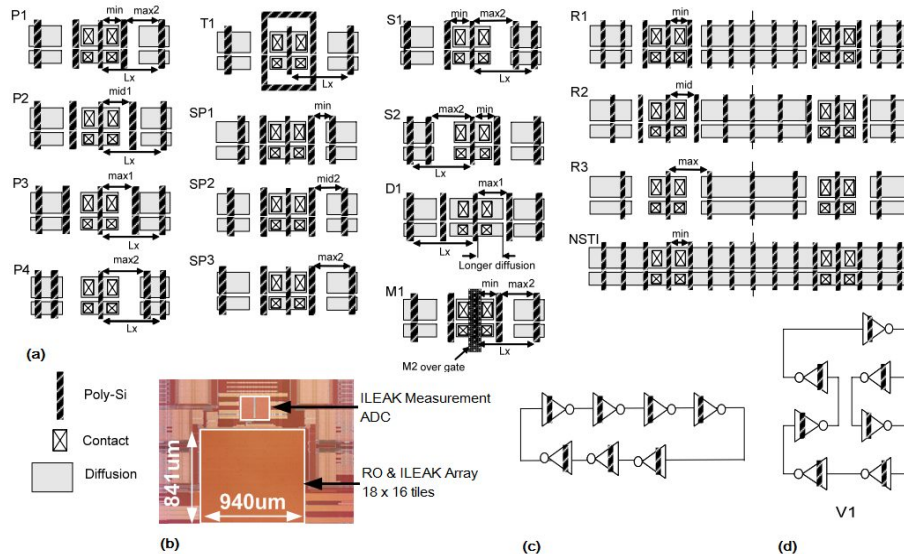 P1
min
max2
Lx
P2
mid1
Lx
P3
max1
Lx
P4
max2
Lx
(a)
T1
Lx
SP1
min
SP2
mid2
SP3
max2
S1
min
max2
Lx
S2
max2
min
Lx
D1
max1
Lx
Longer diffusion
M1
min
max2
Lx
M2 over gate
R1
min
R2
mid
R3
max
NSTI
min
Poly-Si
Contact
Diffusion
841um
940um
ILEAK Measurement
ADC
RO & ILEAK Array
18 x 16 tiles
(b)
(c)
V1
(d)